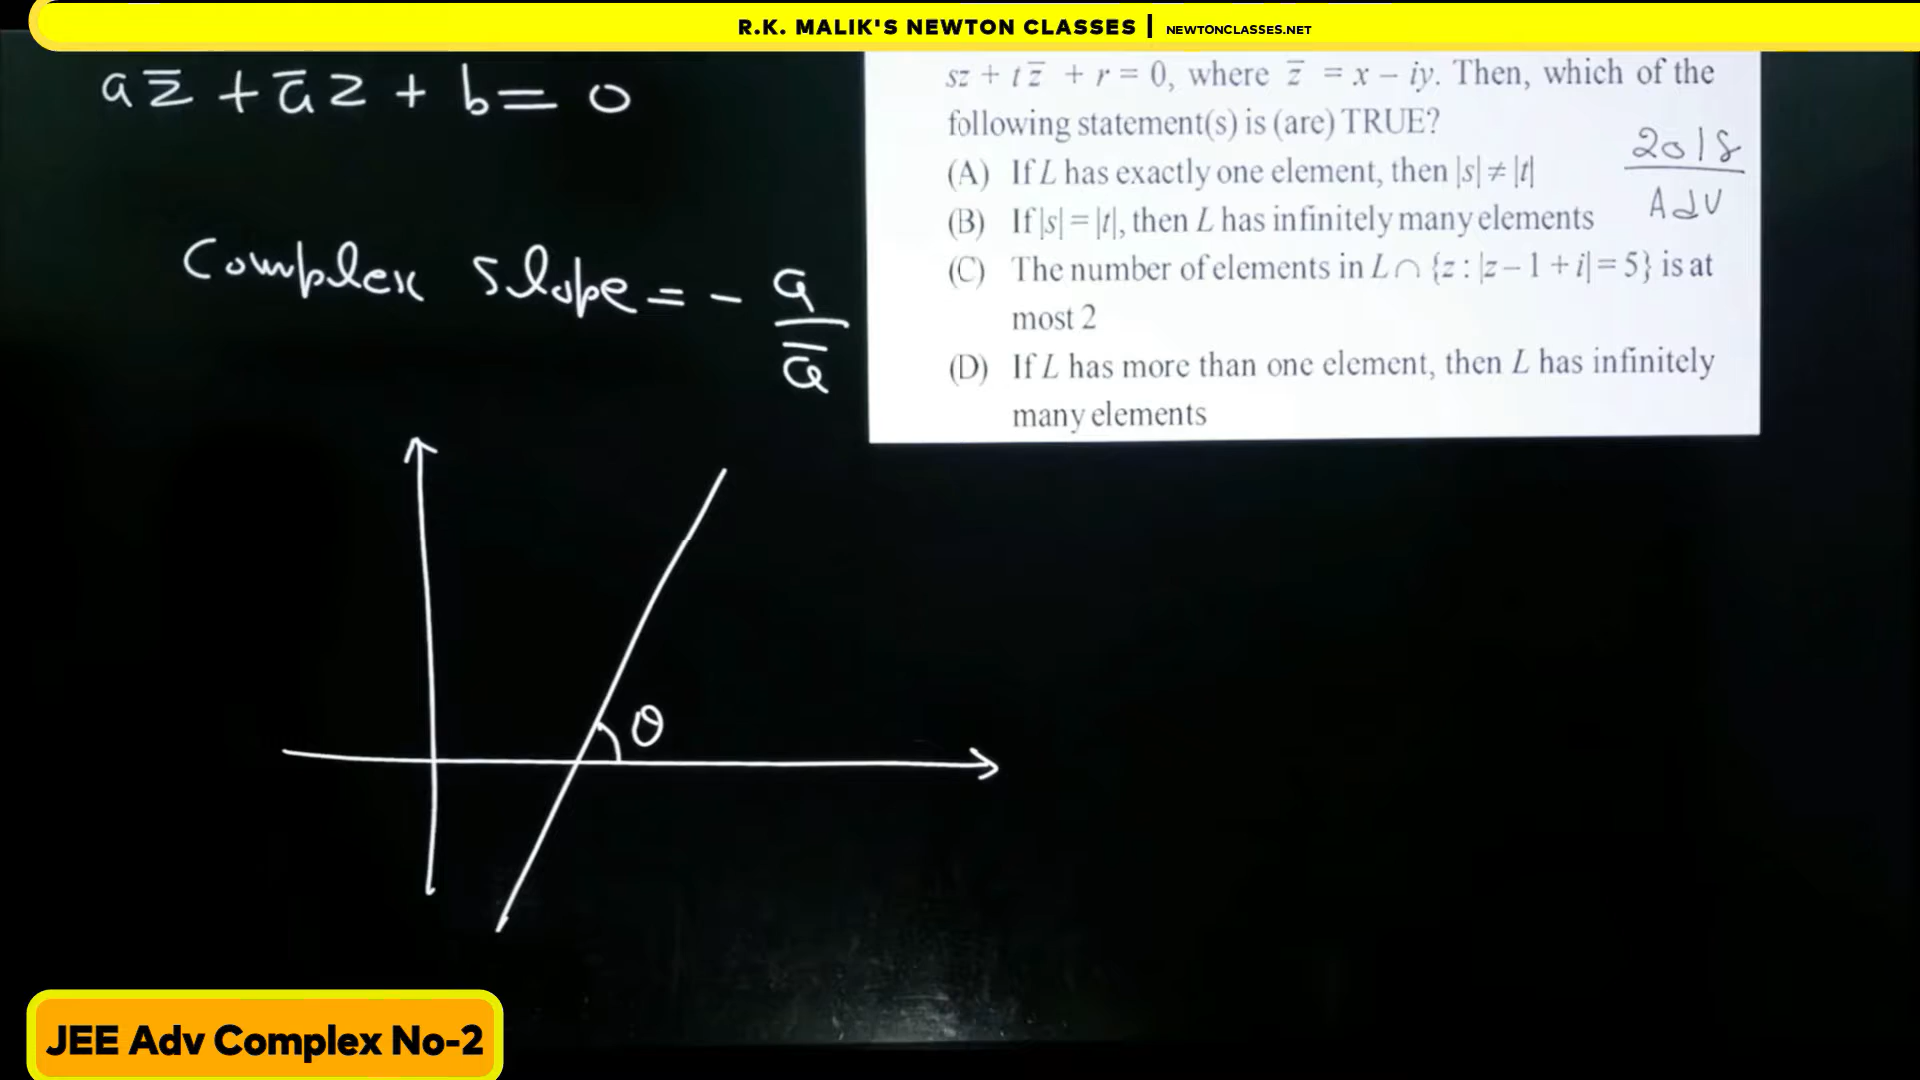 R.K. MALIK'S NEWTON CLASSES | NEWTONCLASSES.NET
a z̅ + a̅ z + b = 0
Complex slope = - a/a̅
θ
sz + t z̅ + r = 0, where z̅ = x – iy. Then, which of the
following statement(s) is (are) TRUE?
2018
Adv
(A) If L has exactly one element, then |s| ≠ |t|
(B) If |s| = |t|, then L has infinitely many elements
(C) The number of elements in L ∩ {z : |z – 1 + i| = 5} is at
most 2
(D) If L has more than one element, then L has infinitely
many elements
JEE Adv Complex No-2